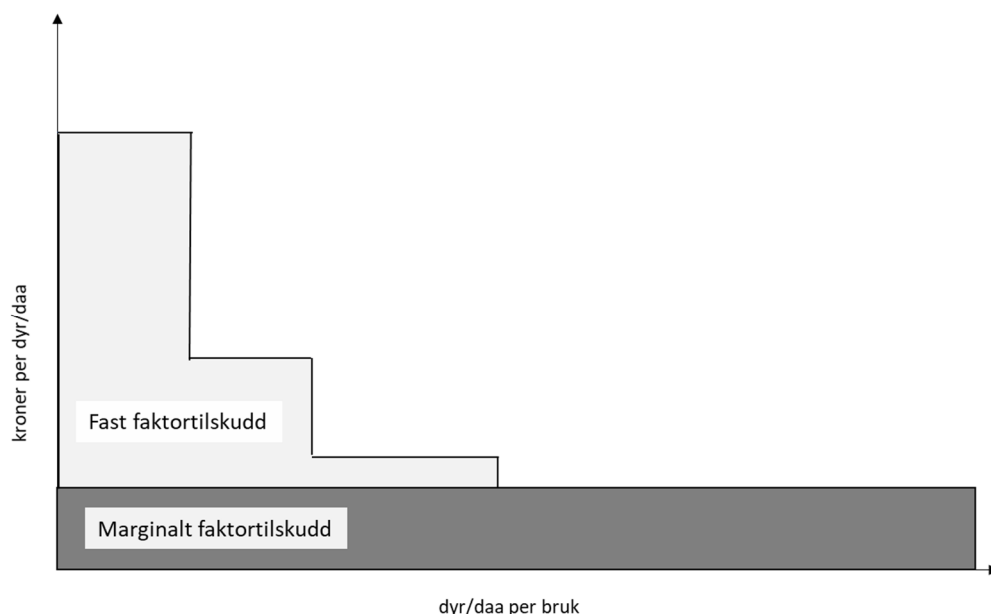 kroner per dyr/daa
Fast faktortilskudd
Marginalt faktortilskudd
dyr/daa per bruk